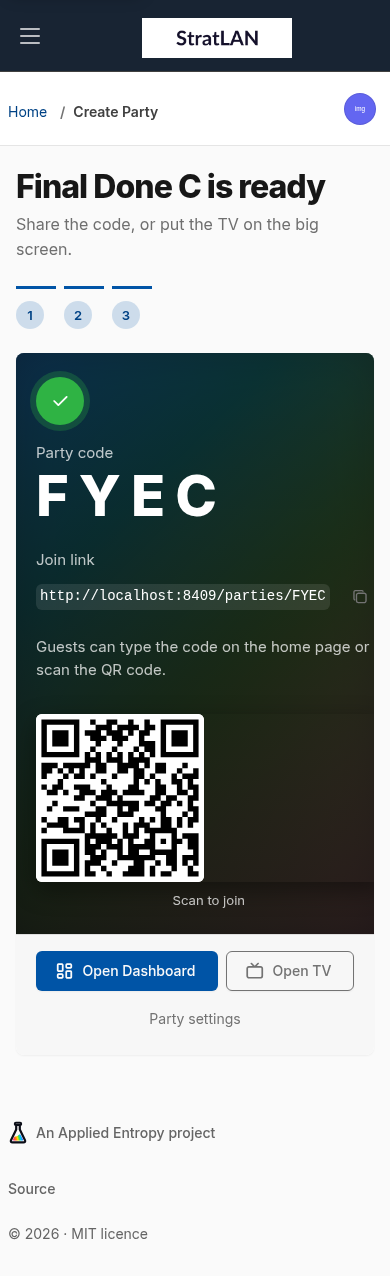 StratLAN
Home / Create Party
img
Final Done C is ready
Share the code, or put the TV on the big
screen.
1 2 3
Party code
FYEC
Join link
http://localhost:8409/parties/FYEC
Guests can type the code on the home page or
scan the QR code.
Scan to join
Open Dashboard
Open TV
Party settings
An Applied Entropy project
Source
© 2026 · MIT licence